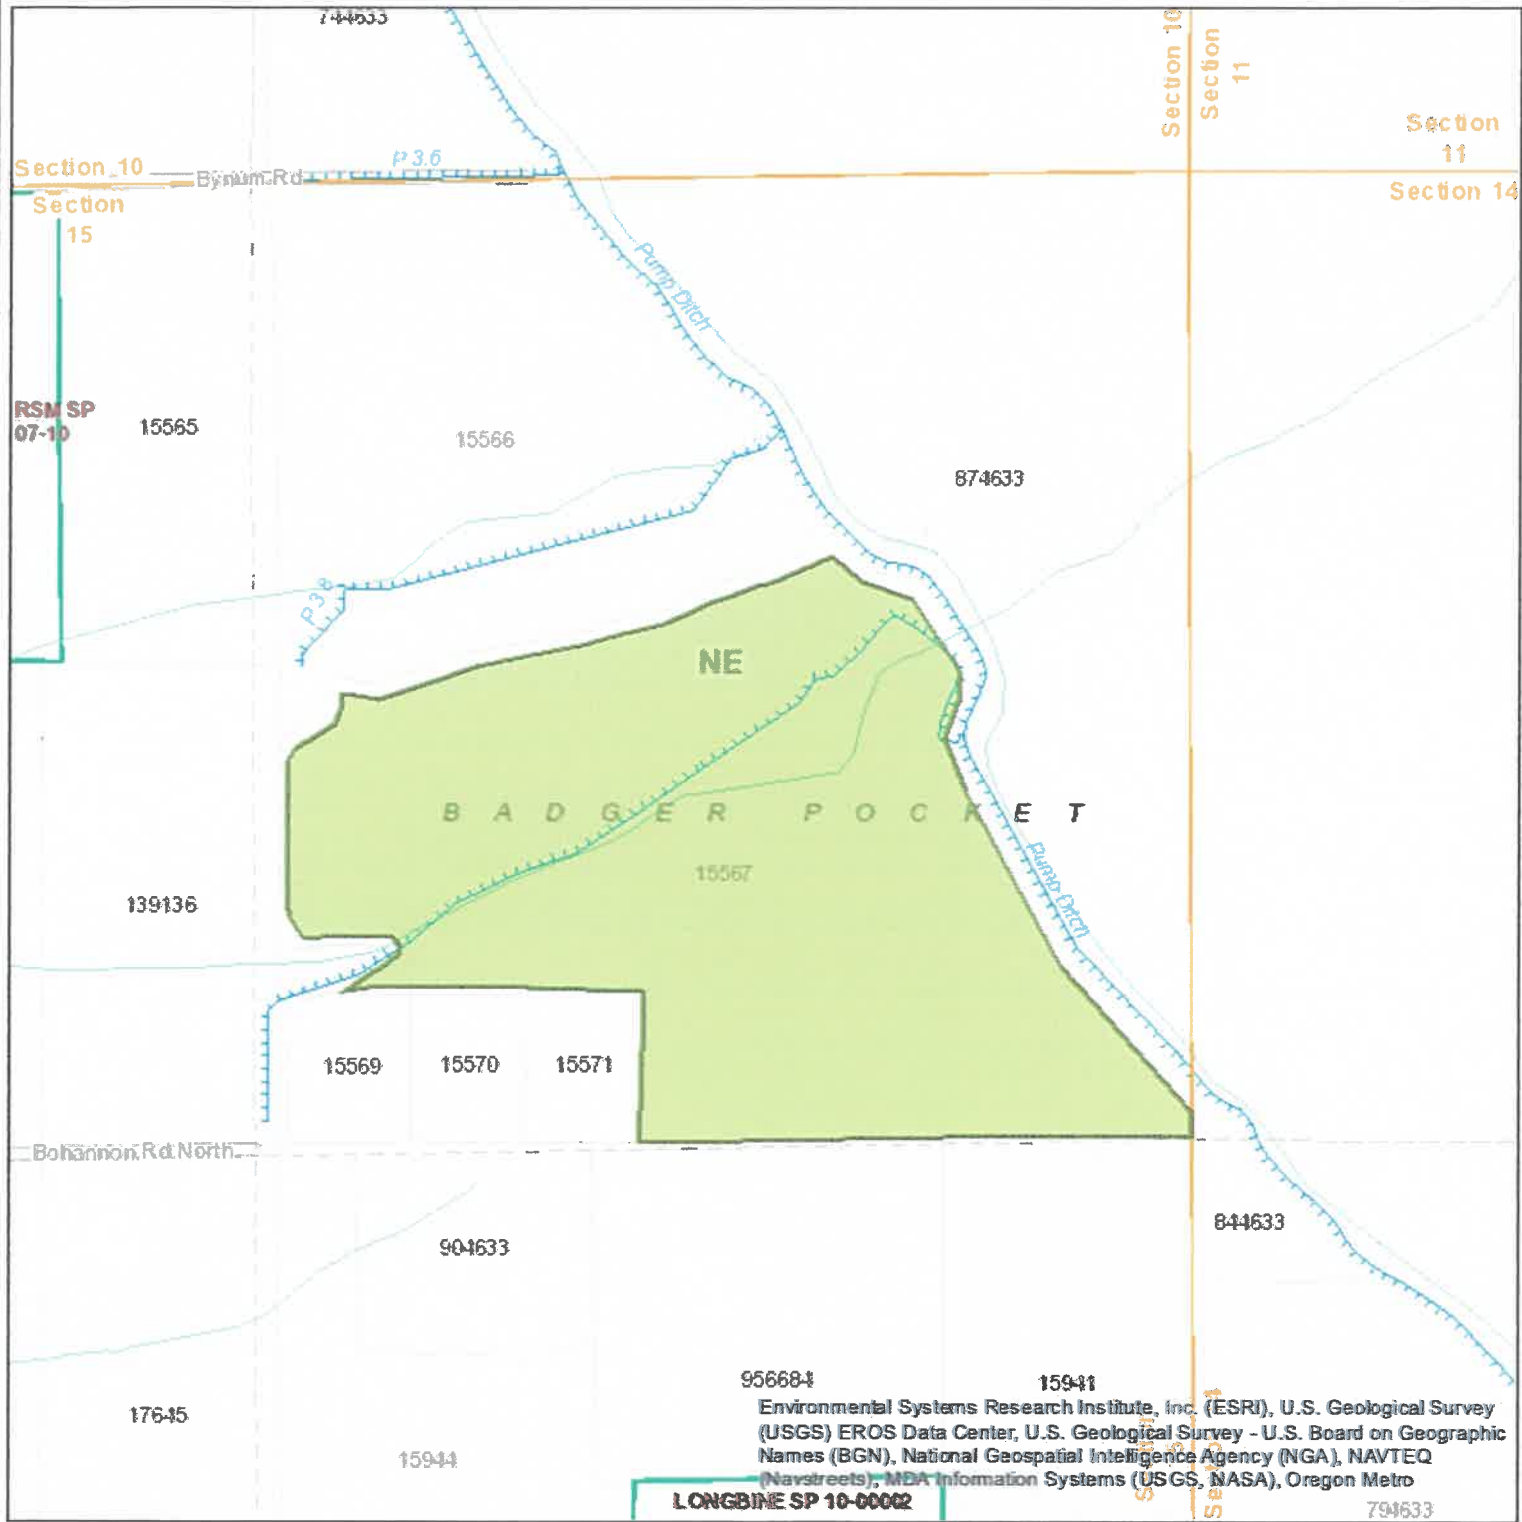 744633
Section 10
Section
11
Section
11
Section 10
Bynum Rd
P 3.6
Section
15
Section 14
Pump Ditch
RSM SP
07-10
15565
15566
874633
P 3.8
NE
BADGER POCKET
15567
Pump Ditch
139136
15569
15570
15571
Bohannon Rd North
844633
904633
956684
15941
17645
15944
Environmental Systems Research Institute, Inc. (ESRI), U.S. Geological Survey
(USGS) EROS Data Center, U.S. Geological Survey - U.S. Board on Geographic
Names (BGN), National Geospatial Intelligence Agency (NGA), NAVTEQ
(Navstreets), MDA Information Systems (USGS, NASA), Oregon Metro
LONGBINE SP 10-00002
794633